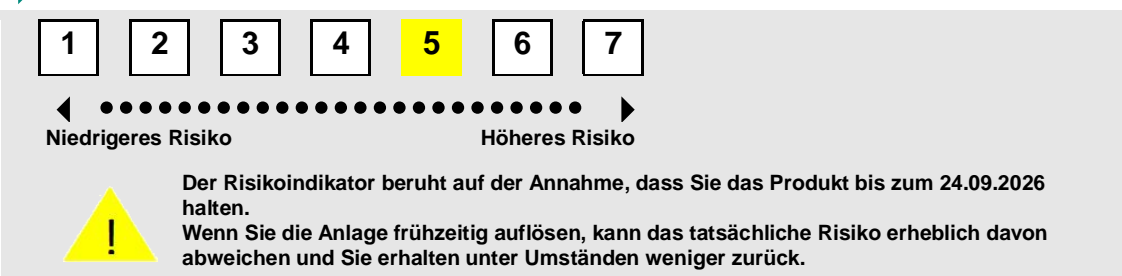 1 2 3 4 5 6 7
Niedrigeres Risiko Höheres Risiko
Der Risikoindikator beruht auf der Annahme, dass Sie das Produkt bis zum 24.09.2026
halten.
!
Wenn Sie die Anlage frühzeitig auflösen, kann das tatsächliche Risiko erheblich davon
abweichen und Sie erhalten unter Umständen weniger zurück.